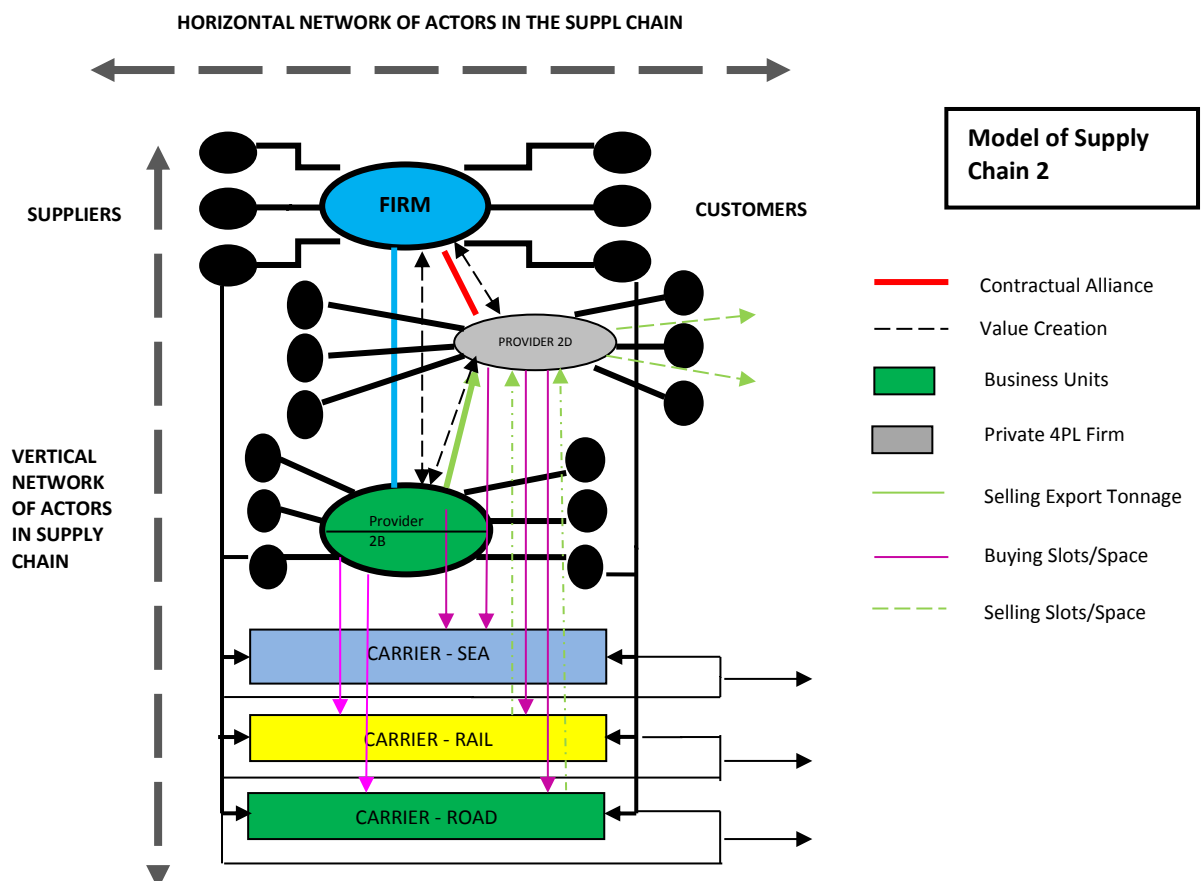 HORIZONTAL NETWORK OF ACTORS IN THE SUPPL CHAIN
Model of Supply
Chain 2
FIRM
SUPPLIERS
CUSTOMERS
Contractual Alliance
Value Creation
PROVIDER 2D
Business Units
Private 4PL Firm
VERTICAL
NETWORK
OF ACTORS
IN SUPPLY
CHAIN
Selling Export Tonnage
Provider
2B
Buying Slots/Space
Selling Slots/Space
CARRIER - SEA
CARRIER - RAIL
CARRIER - ROAD